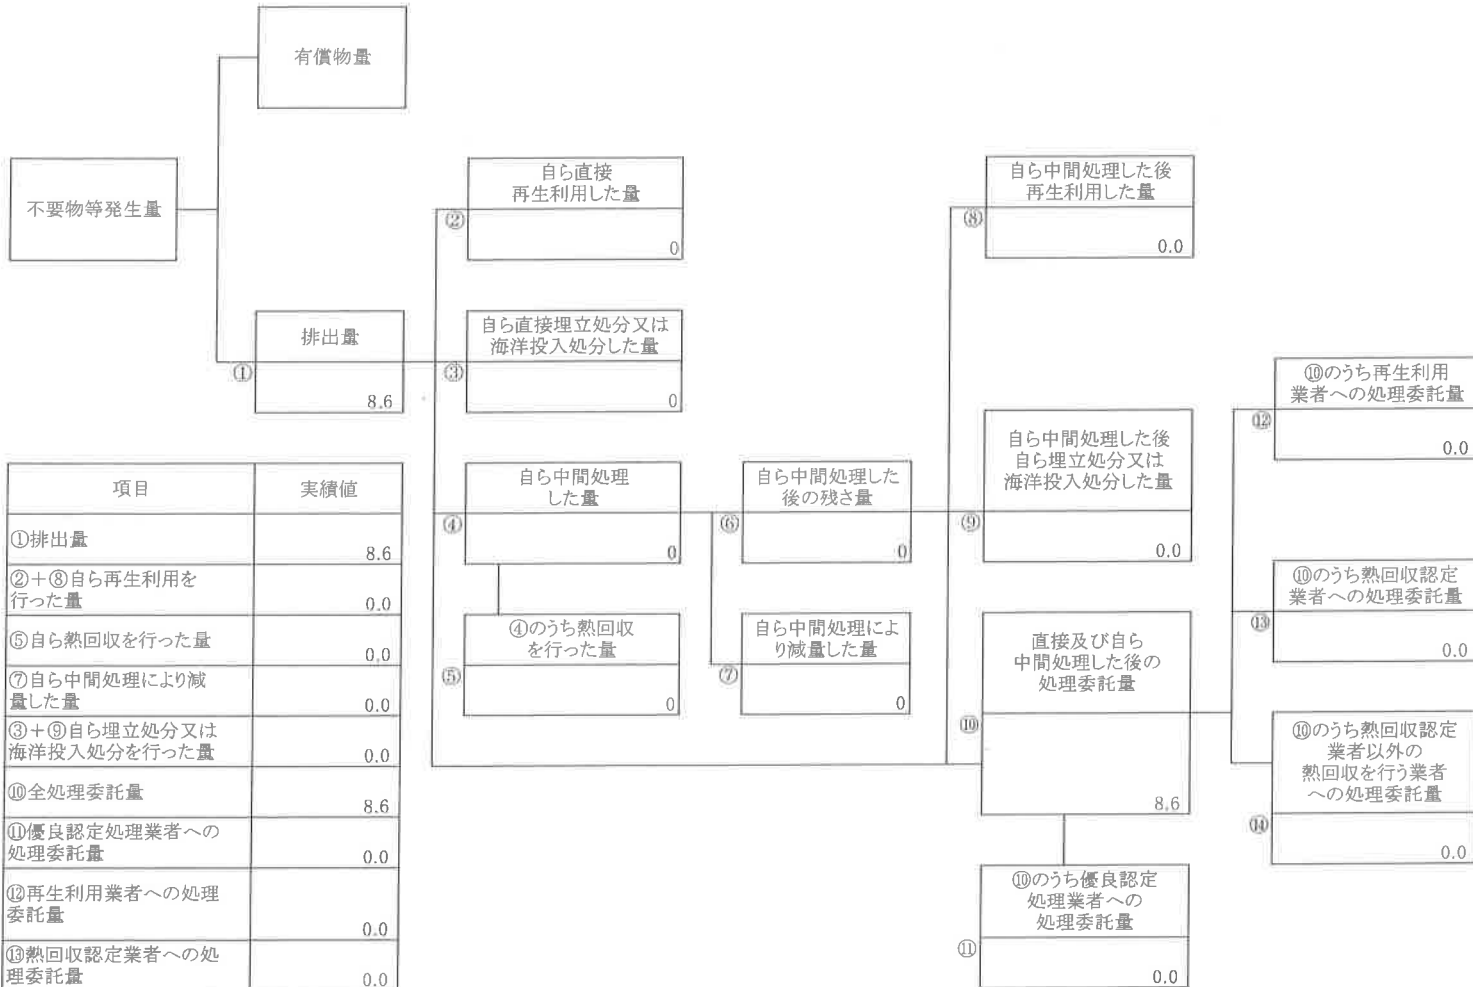 有償物量
不要物等発生量
排出量
①
8.6
自ら直接
再生利用した量
②
0
自ら直接埋立処分又は
海洋投入処分した量
③
0
自ら中間処理
した量
④
0
④のうち熱回収
を行った量
⑤
0
自ら中間処理した
後の残さ量
⑥
0
自ら中間処理によ
り減量した量
⑦
0
自ら中間処理した後
再生利用した量
⑧
0.0
自ら中間処理した後
自ら埋立処分又は
海洋投入処分した量
⑨
0.0
直接及び自ら
中間処理した後の
処理委託量
⑩
8.6
⑩のうち優良認定
処理業者への
処理委託量
⑪
0.0
⑩のうち再生利用
業者への処理委託量
⑫
0.0
⑩のうち熱回収認定
業者への処理委託量
⑬
0.0
⑩のうち熱回収認定
業者以外の
熱回収を行う業者
への処理委託量
⑭
0.0
項目 実績値
①排出量
8.6
②+⑧自ら再生利用を
行った量
0.0
⑤自ら熱回収を行った量
0.0
⑦自ら中間処理により減
量した量
0.0
③+⑨自ら埋立処分又は
海洋投入処分を行った量
0.0
⑩全処理委託量
8.6
⑪優良認定処理業者への
処理委託量
0.0
⑫再生利用業者への処理
委託量
0.0
⑬熱回収認定業者への処
理委託量
0.0